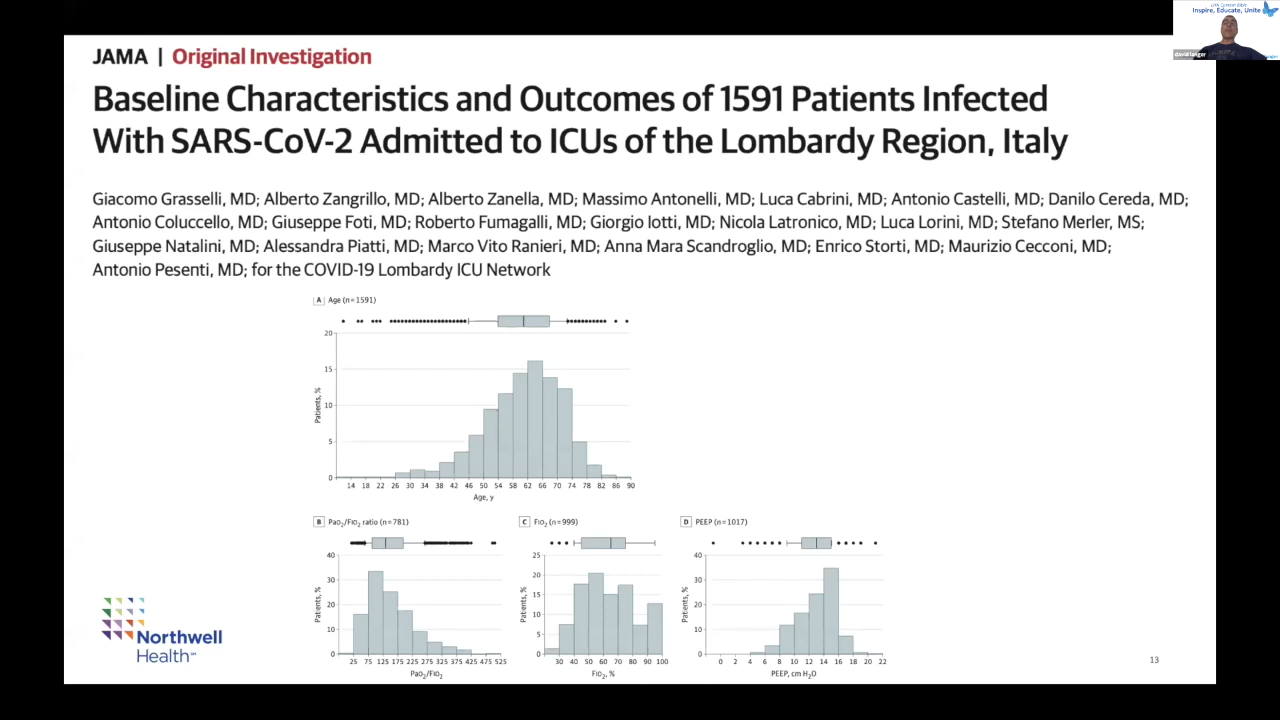 Inspire, Educate, Unite
david langer
JAMA | Original Investigation
Baseline Characteristics and Outcomes of 1591 Patients Infected
With SARS-CoV-2 Admitted to ICUs of the Lombardy Region, Italy
Giacomo Grasselli, MD; Alberto Zangrillo, MD; Alberto Zanella, MD; Massimo Antonelli, MD; Luca Cabrini, MD; Antonio Castelli, MD; Danilo Cereda, MD;
Antonio Coluccello, MD; Giuseppe Foti, MD; Roberto Fumagalli, MD; Giorgio Iotti, MD; Nicola Latronico, MD; Luca Lorini, MD; Stefano Merler, MS;
Giuseppe Natalini, MD; Alessandra Piatti, MD; Marco Vito Ranieri, MD; Anna Mara Scandroglio, MD; Enrico Storti, MD; Maurizio Cecconi, MD;
Antonio Pesenti, MD; for the COVID-19 Lombardy ICU Network
A Age (n=1591)
20
15
10
5
0
Patients, %
14 18 22 26 30 34 38 42 46 50 54 58 62 66 70 74 78 82 86 90
Age, y
B PaO2/FIO2 ratio (n=781)
40
30
20
10
0
Patients, %
25 75 125 175 225 275 325 375 425 475 525
PaO2/FIO2
C FIO2 (n=999)
25
20
15
10
5
0
Patients, %
30 40 50 60 70 80 90 100
FIO2, %
D PEEP (n=1017)
40
30
20
10
0
Patients, %
0 2 4 6 8 10 12 14 16 18 20 22
PEEP, cm H2O
Northwell
Health
13